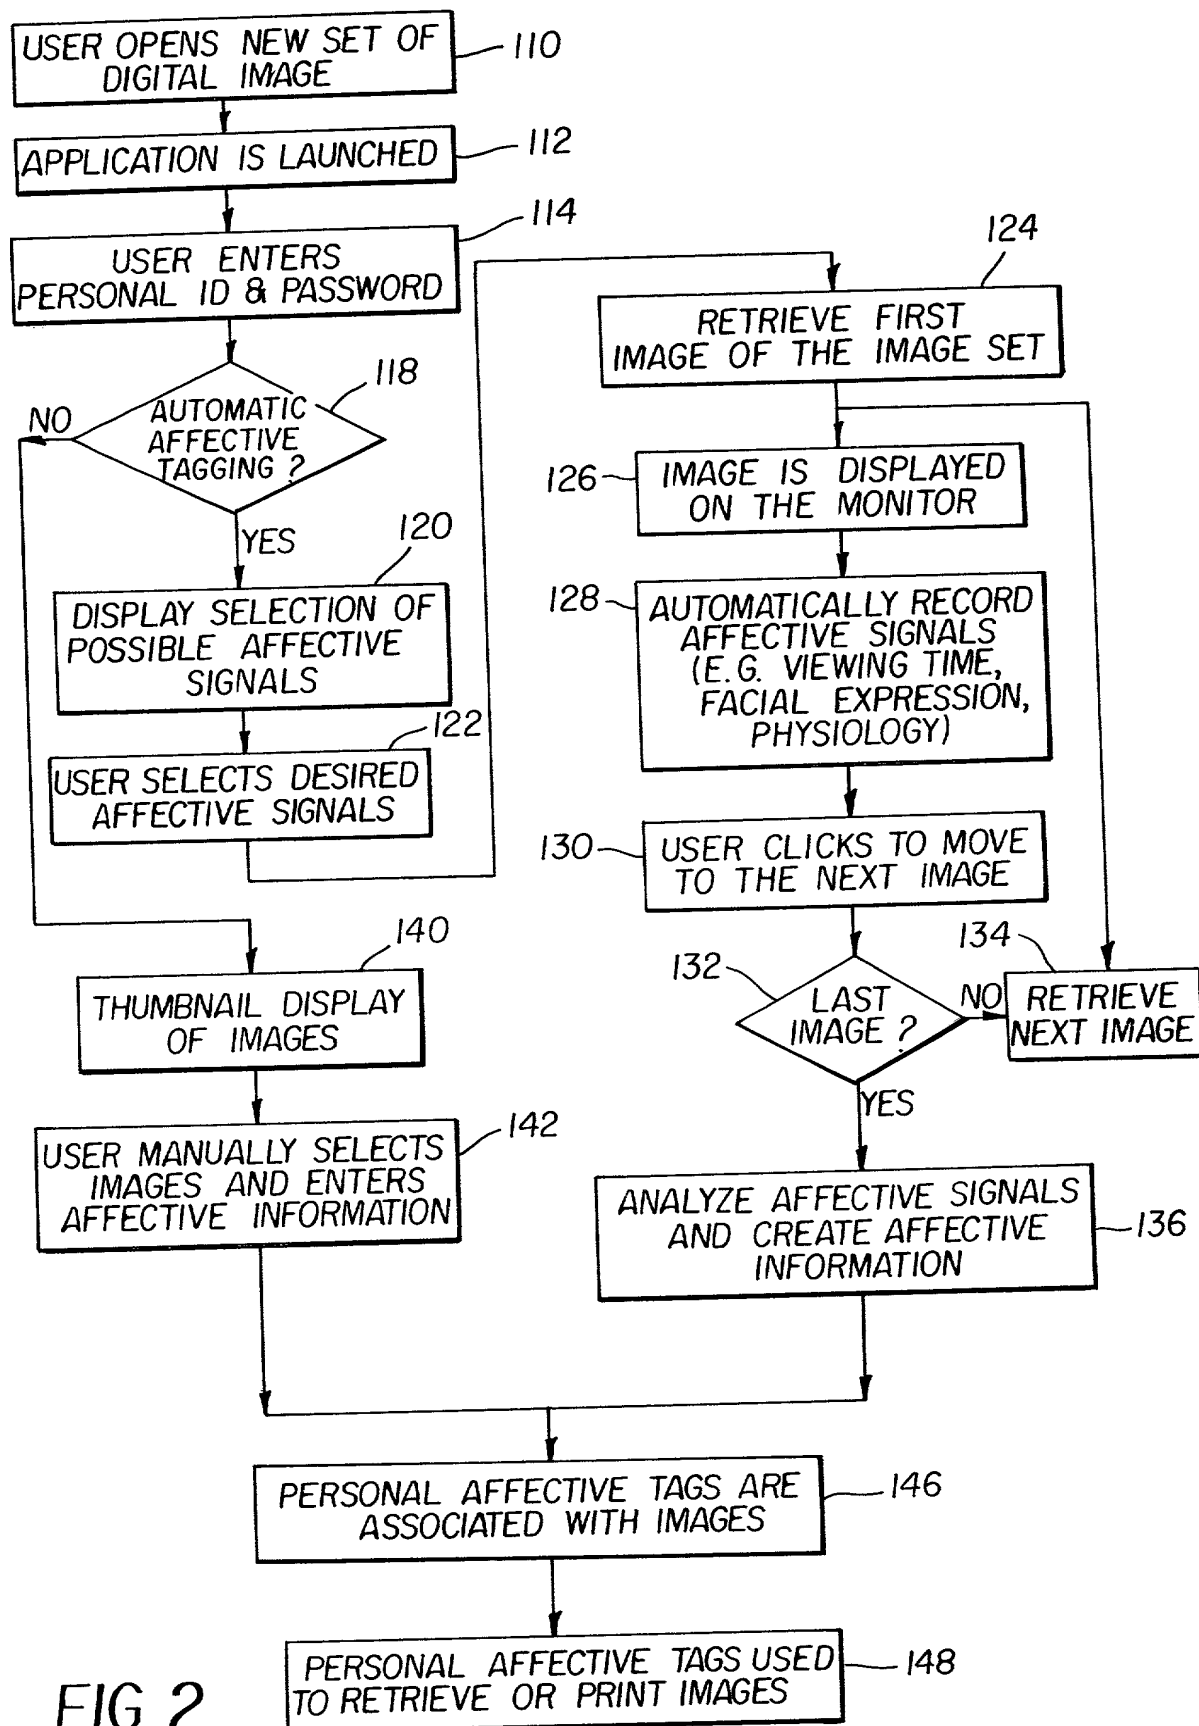 USER OPENS NEW SET OF
DIGITAL IMAGE
110
APPLICATION IS LAUNCHED
112
USER ENTERS
PERSONAL ID & PASSWORD
114
AUTOMATIC
AFFECTIVE
TAGGING ?
118
NO
YES
DISPLAY SELECTION OF
POSSIBLE AFFECTIVE
SIGNALS
120
USER SELECTS DESIRED
AFFECTIVE SIGNALS
122
RETRIEVE FIRST
IMAGE OF THE IMAGE SET
124
IMAGE IS DISPLAYED
ON THE MONITOR
126
AUTOMATICALLY RECORD
AFFECTIVE SIGNALS
(E.G. VIEWING TIME,
FACIAL EXPRESSION,
PHYSIOLOGY)
128
USER CLICKS TO MOVE
TO THE NEXT IMAGE
130
LAST
IMAGE ?
132
NO
YES
RETRIEVE
NEXT IMAGE
134
ANALYZE AFFECTIVE SIGNALS
AND CREATE AFFECTIVE
INFORMATION
136
THUMBNAIL DISPLAY
OF IMAGES
140
USER MANUALLY SELECTS
IMAGES AND ENTERS
AFFECTIVE INFORMATION
142
PERSONAL AFFECTIVE TAGS ARE
ASSOCIATED WITH IMAGES
146
PERSONAL AFFECTIVE TAGS USED
TO RETRIEVE OR PRINT IMAGES
148
FIG. 2